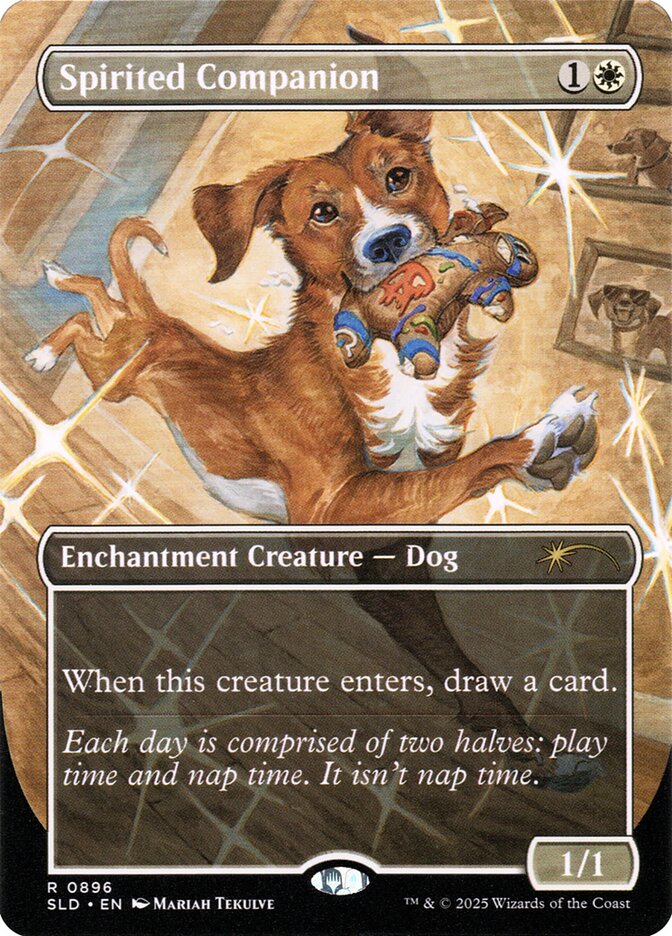 Spirited Companion
1
Enchantment Creature — Dog
When this creature enters, draw a card.
Each day is comprised of two halves: play
time and nap time. It isn't nap time.
1/1
R 0896
SLD • EN Mariah Tekulve
™ & © 2025 Wizards of the Coast